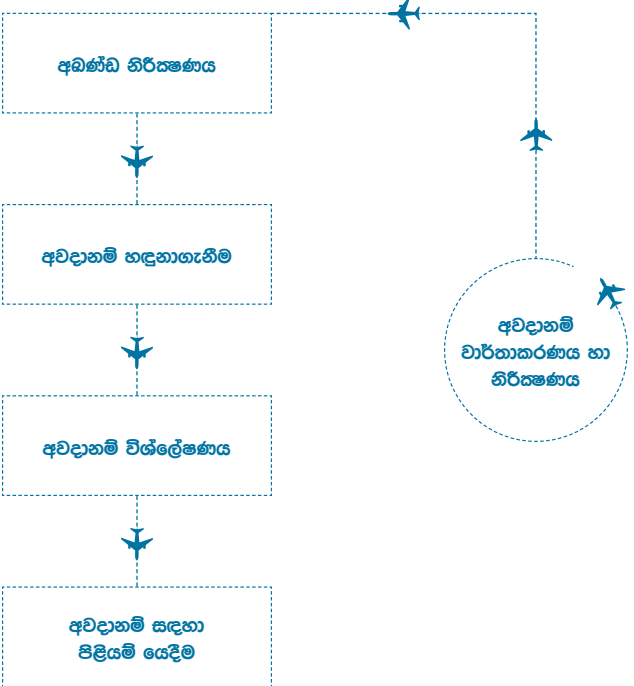 අඛණ්ඩ නිරීක්‍ෂණය
අවදානම් හඳුනාගැනීම
අවදානම් විශ්ලේෂණය
අවදානම් සඳහා
පිළියම් යෙදීම
අවදානම්
වාර්තාකරණය හා
නිරීක්‍ෂණය